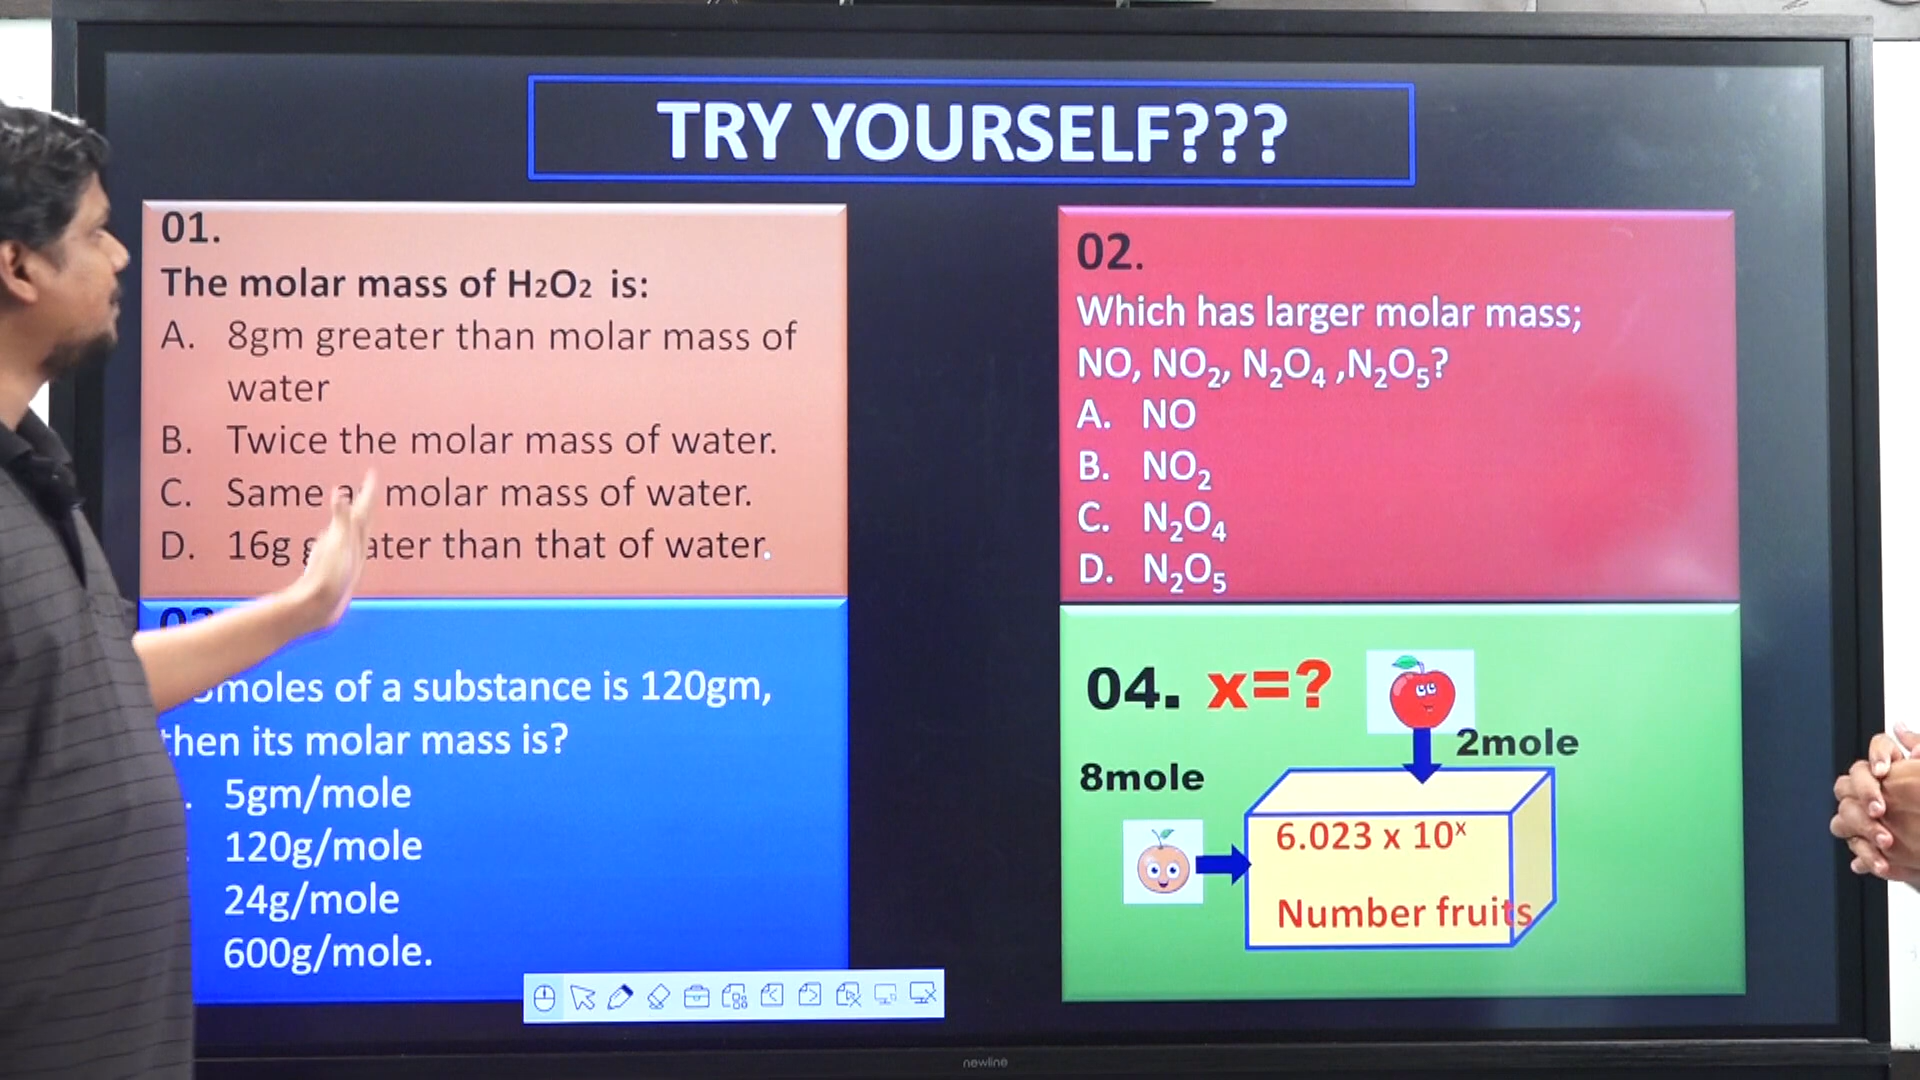 TRY YOURSELF???
01.
The molar mass of H2O2 is:
A. 8gm greater than molar mass of
water
B. Twice the molar mass of water.
C. Same molar mass of water.
D. 16g than that of water.
02.
Which has larger molar mass;
NO, NO₂, N₂O₄ ,N₂O₅?
A. NO
B. NO₂
C. N₂O₄
D. N₂O₅
moles of a substance is 120gm,
then its molar mass is?
5gm/mole
120g/mole
24g/mole
600g/mole.
04. x=?
2mole
8mole
6.023 x 10ˣ
Number fruits
newline